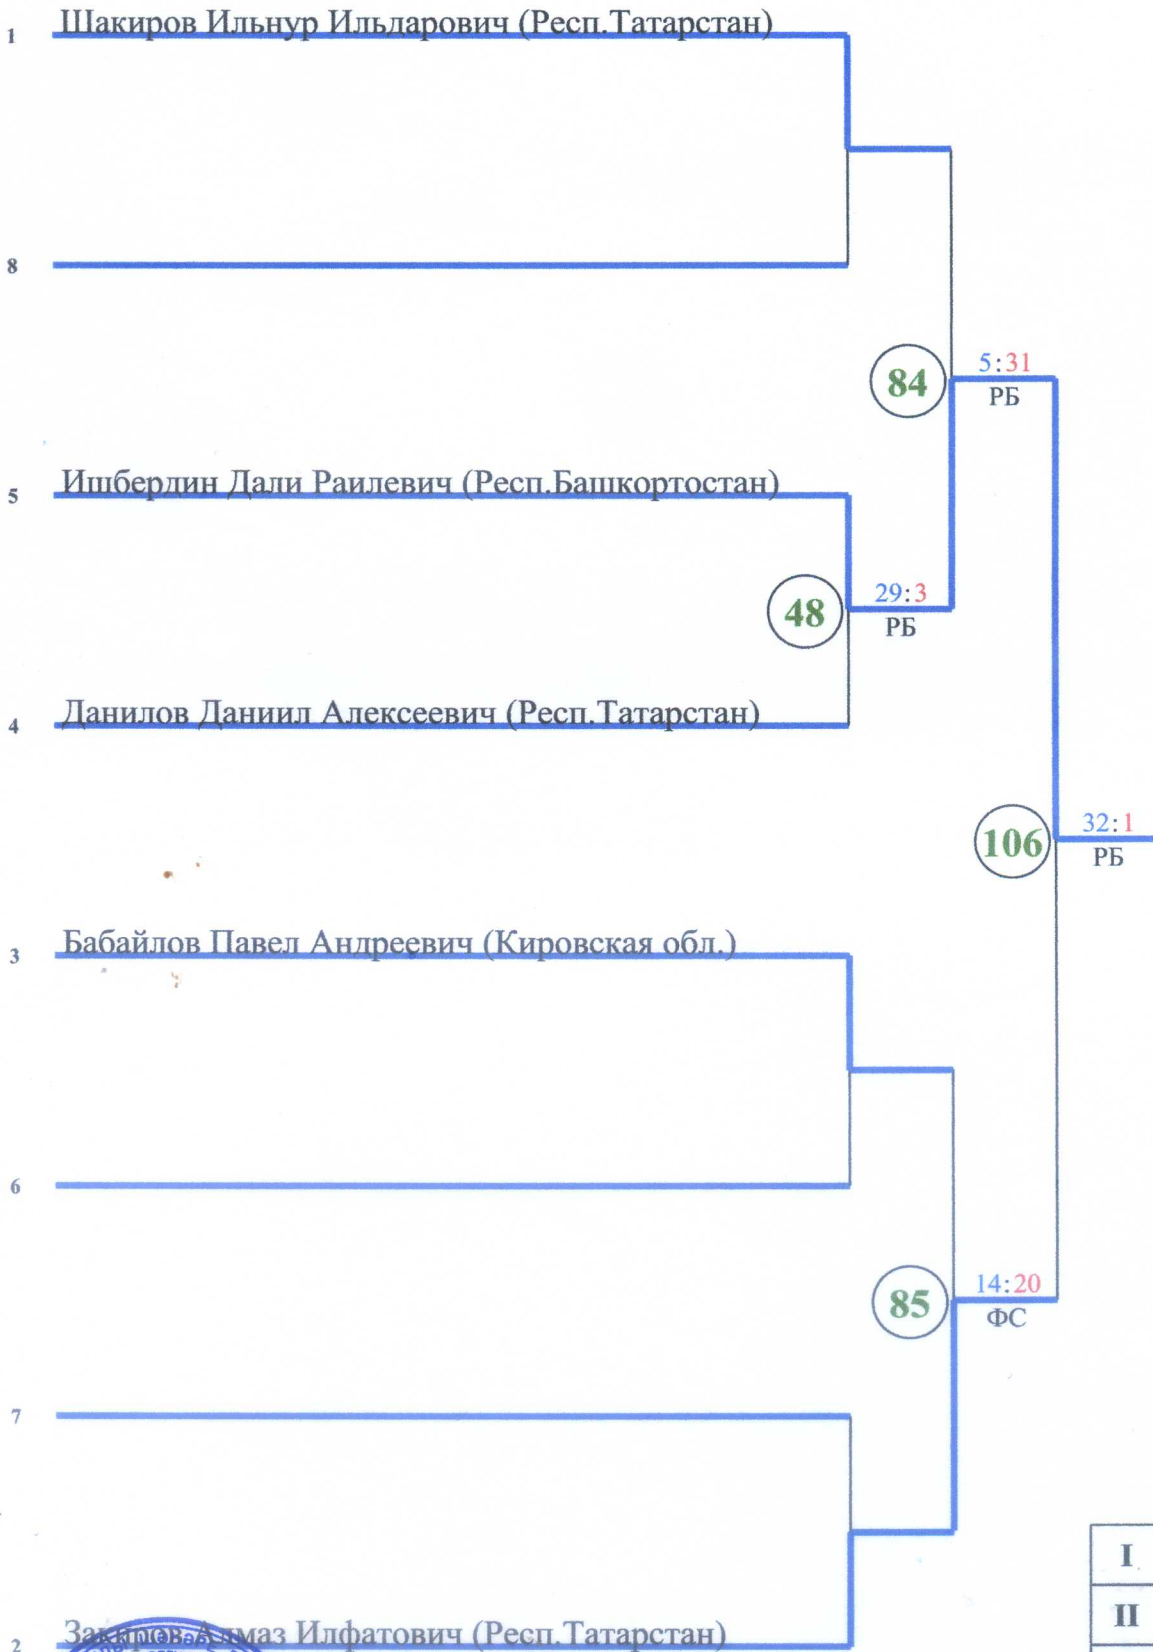 1 Шакиров Ильнур Ильдарович (Респ.Татарстан)
8
84 5:31
РБ
5 Ишбердин Дали Раилевич (Респ.Башкортостан)
48 29:3
РБ
4 Данилов Даниил Алексеевич (Респ.Татарстан)
106 32:1
РБ
3 Бабайлов Павел Андреевич (Кировская обл.)
6
85 14:20
ФС
7
I
II
2 Закиров Алмаз Илфатович (Респ.Татарстан)